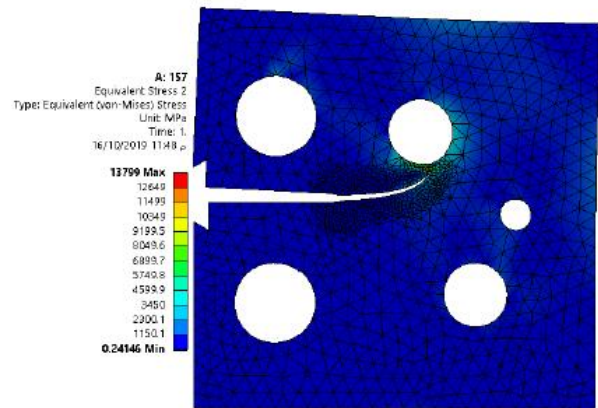 A: 157
Equivalent Stress 2
Type: Equivalent (von-Mises) Stress
Unit: MPa
Time: 1.
16/10/2019 11:48 م
13799 Max
12649
11499
10349
9199.5
8049.6
6899.7
5749.8
4599.9
3450
2300.1
1150.1
0.24146 Min